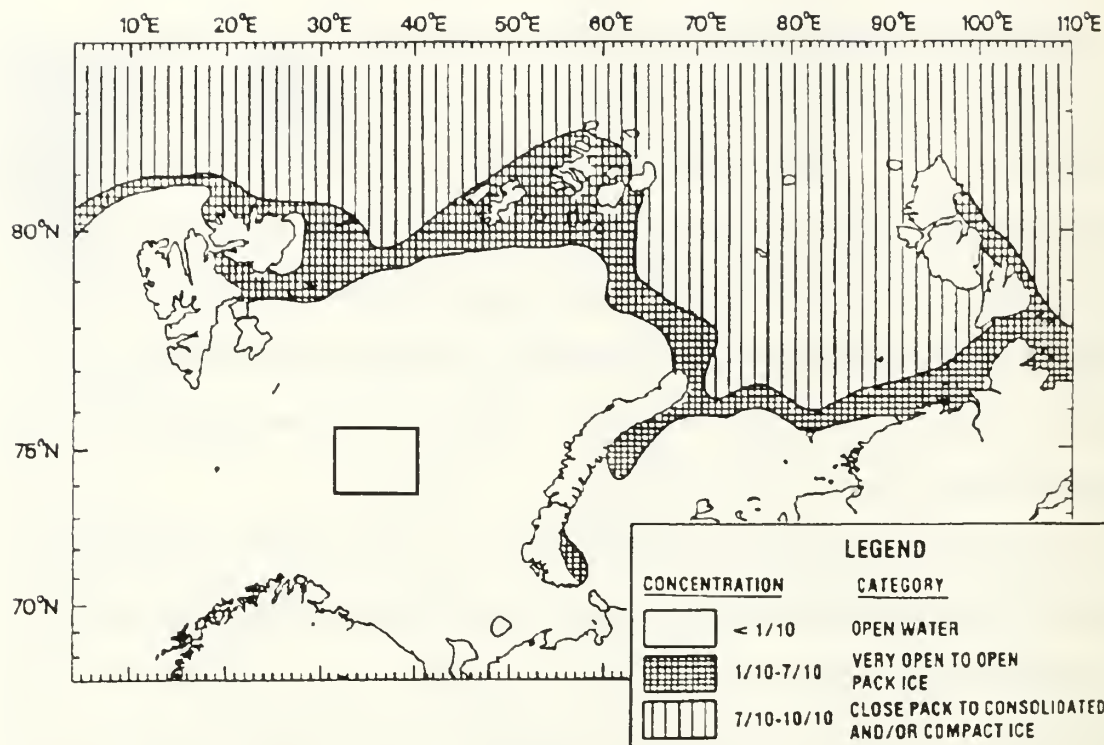 10°E 20°E 30°E 40°E 50°E 60°E 70°E 80°E 90°E 100°E 110°E
80°N
75°N
70°N
LEGEND
CONCENTRATION CATEGORY
< 1/10 OPEN WATER
1/10-7/10 VERY OPEN TO OPEN
PACK ICE
7/10-10/10 CLOSE PACK TO CONSOLIDATED
AND/OR COMPACT ICE